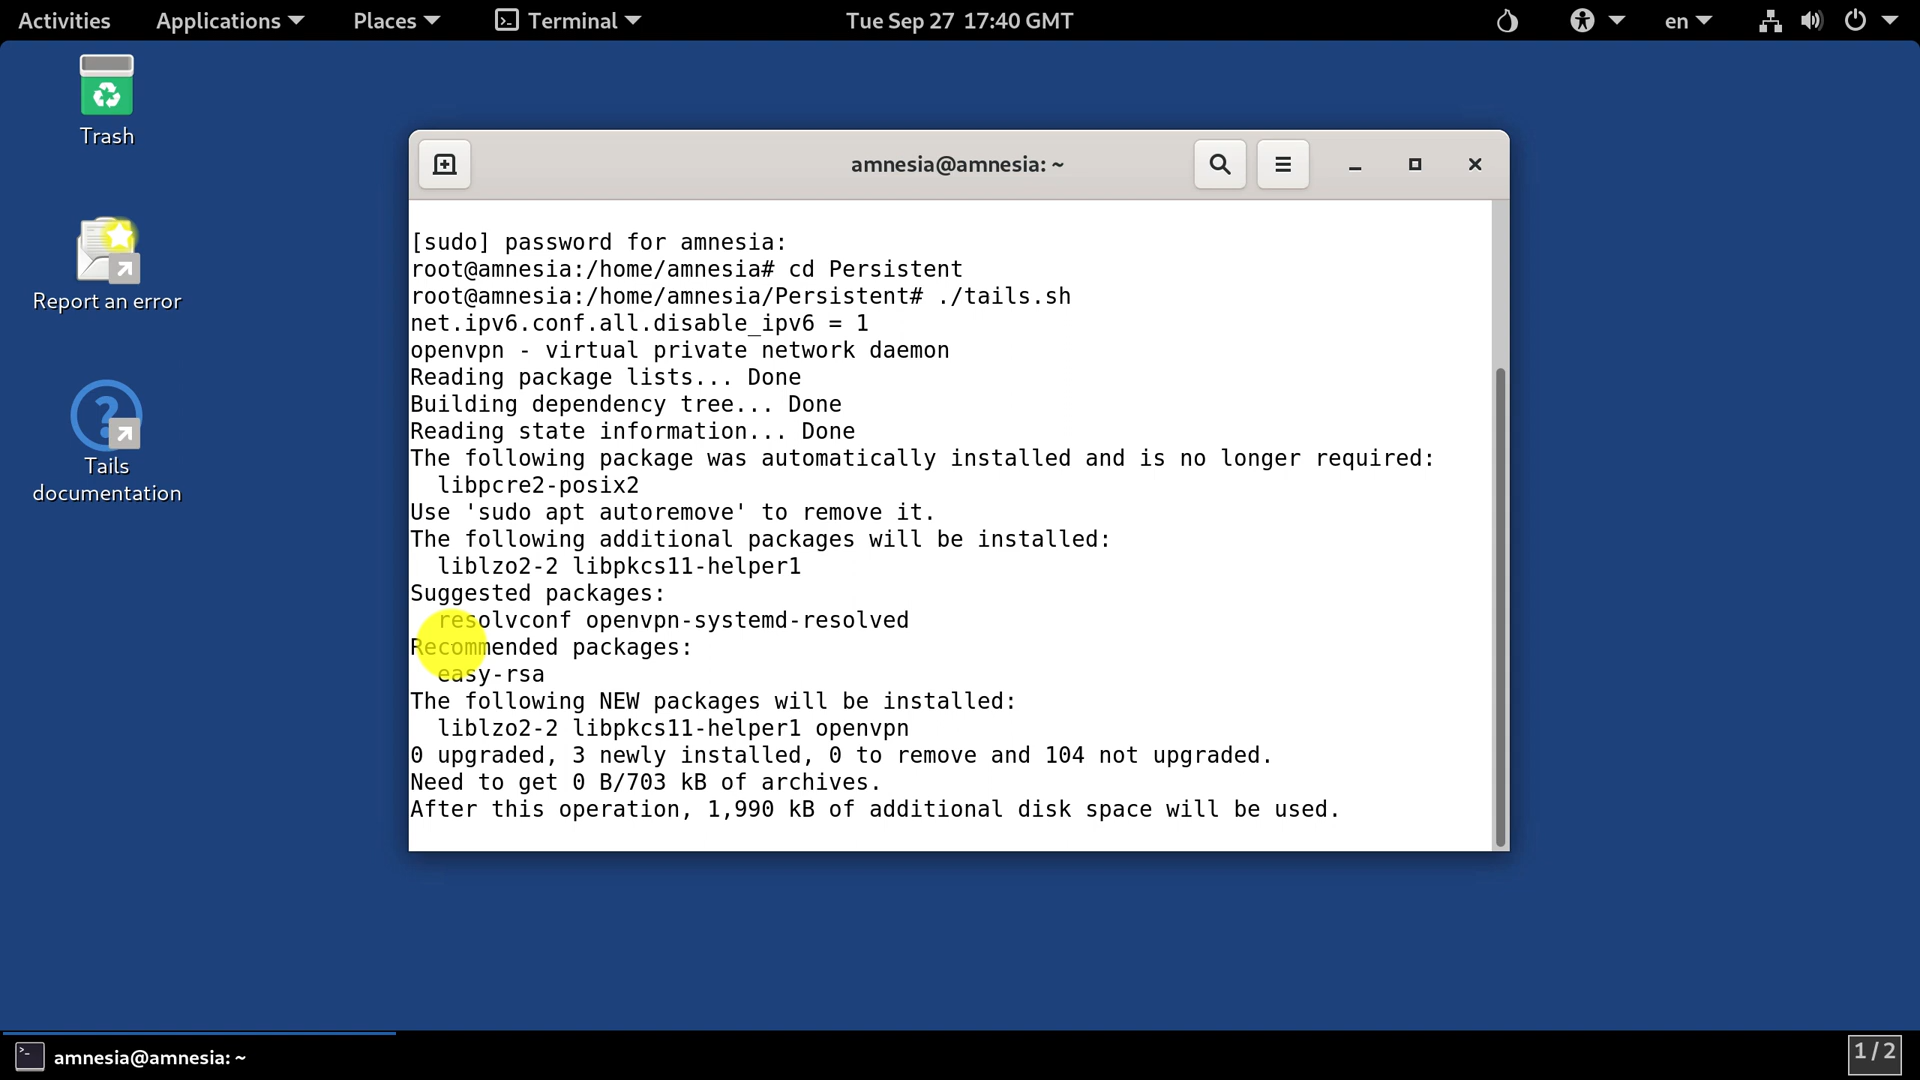 Activities Applications Places Terminal Tue Sep 27 17:40 GMT en
Trash
Report an error
Tails
documentation
amnesia@amnesia: ~
[sudo] password for amnesia:
root@amnesia:/home/amnesia# cd Persistent
root@amnesia:/home/amnesia/Persistent# ./tails.sh
net.ipv6.conf.all.disable_ipv6 = 1
openvpn - virtual private network daemon
Reading package lists... Done
Building dependency tree... Done
Reading state information... Done
The following package was automatically installed and is no longer required:
libpcre2-posix2
Use 'sudo apt autoremove' to remove it.
The following additional packages will be installed:
liblzo2-2 libpkcs11-helper1
Suggested packages:
resolvconf openvpn-systemd-resolved
Recommended packages:
easy-rsa
The following NEW packages will be installed:
liblzo2-2 libpkcs11-helper1 openvpn
0 upgraded, 3 newly installed, 0 to remove and 104 not upgraded.
Need to get 0 B/703 kB of archives.
After this operation, 1,990 kB of additional disk space will be used.
amnesia@amnesia: ~
1/2